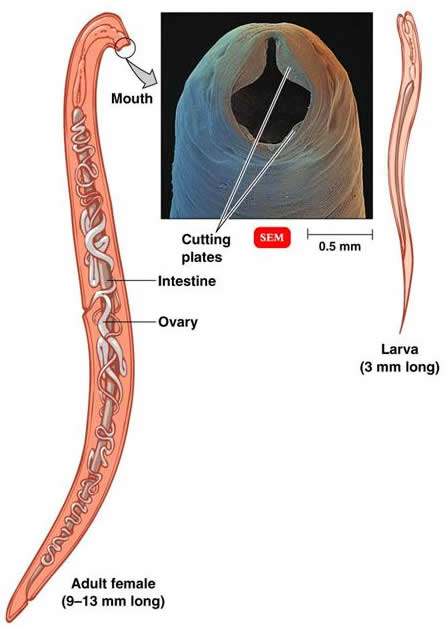 Mouth
Cutting
plates
SEM
0.5 mm
Intestine
Ovary
Larva
(3 mm long)
Adult female
(9–13 mm long)